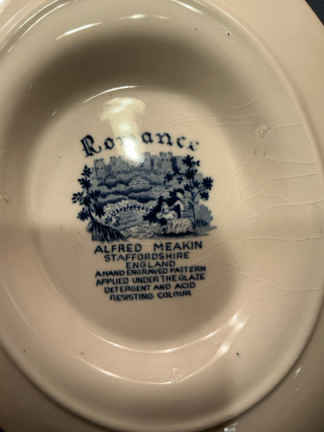 Romance
ALFRED MEAKIN
STAFFORDSHIRE
ENGLAND
A HAND ENGRAVED PATTERN
APPLIED UNDER THE GLAZE
DETERGENT AND ACID
RESISTING COLOUR